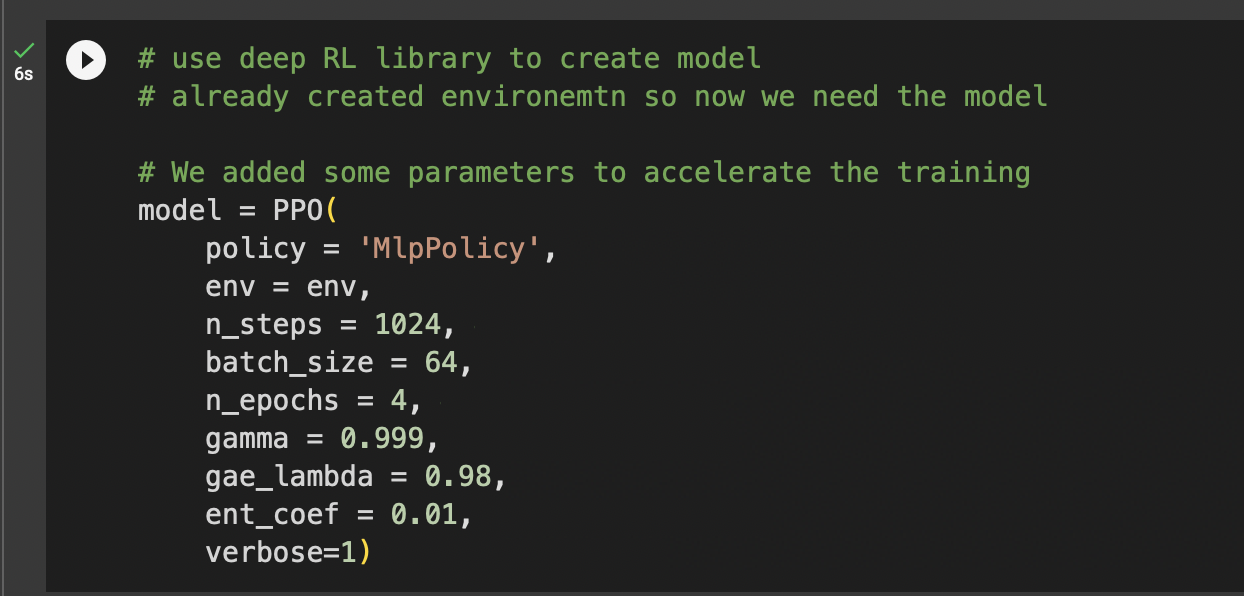 6s
# use deep RL library to create model
# already created environemtn so now we need the model
# We added some parameters to accelerate the training
model = PPO(
    policy = 'MlpPolicy',
    env = env,
    n_steps = 1024,
    batch_size = 64,
    n_epochs = 4,
    gamma = 0.999,
    gae_lambda = 0.98,
    ent_coef = 0.01,
    verbose=1)